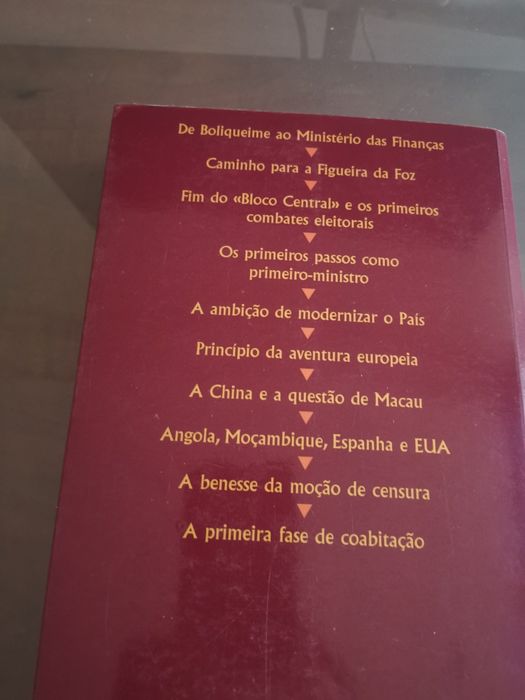 De Boliqueime ao Ministério das Finanças
Caminho para a Figueira da Foz
Fim do «Bloco Central» e os primeiros
combates eleitorais
Os primeiros passos como
primeiro-ministro
A ambição de modernizar o País
Princípio da aventura europeia
A China e a questão de Macau
Angola, Moçambique, Espanha e EUA
A benesse da moção de censura
A primeira fase de coabitação